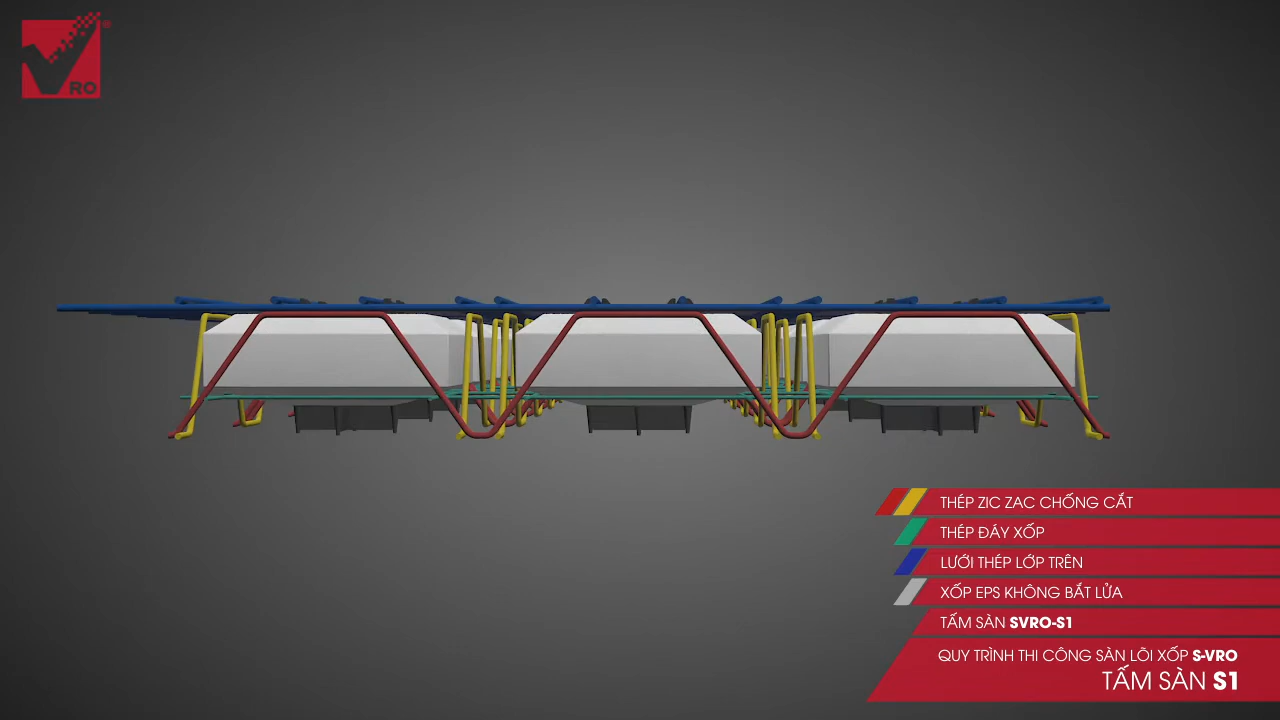 RO
THÉP ZIC ZAC CHỐNG CẮT
THÉP ĐÁY XỐP
LƯỚI THÉP LỚP TRÊN
XỐP EPS KHÔNG BẮT LỬA
TẤM SÀN SVRO-S1
QUY TRÌNH THI CÔNG SÀN LÕI XỐP S-VRO
TẤM SÀN S1